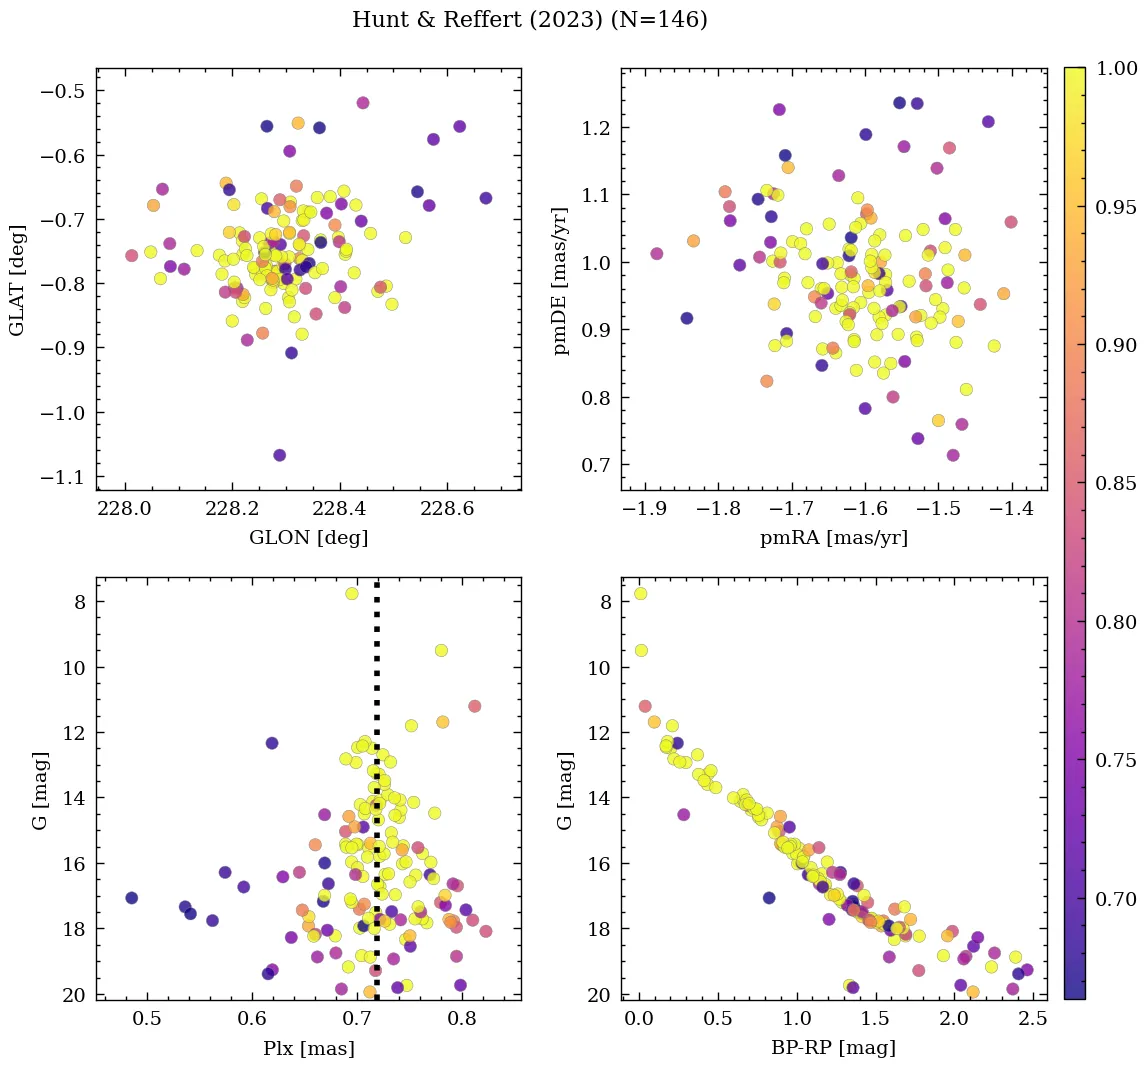 Hunt & Reffert (2023) (N=146)
−0.5
−0.6
−0.7
−0.8
−0.9
−1.0
−1.1
GLAT [deg]
228.0 228.2 228.4 228.6
GLON [deg]
1.2
1.1
1.0
0.9
0.8
0.7
pmDE [mas/yr]
−1.9 −1.8 −1.7 −1.6 −1.5 −1.4
pmRA [mas/yr]
8
10
12
14
16
18
20
G [mag]
0.5 0.6 0.7 0.8
Plx [mas]
8
10
12
14
16
18
20
G [mag]
0.0 0.5 1.0 1.5 2.0 2.5
BP-RP [mag]
1.00
0.95
0.90
0.85
0.80
0.75
0.70